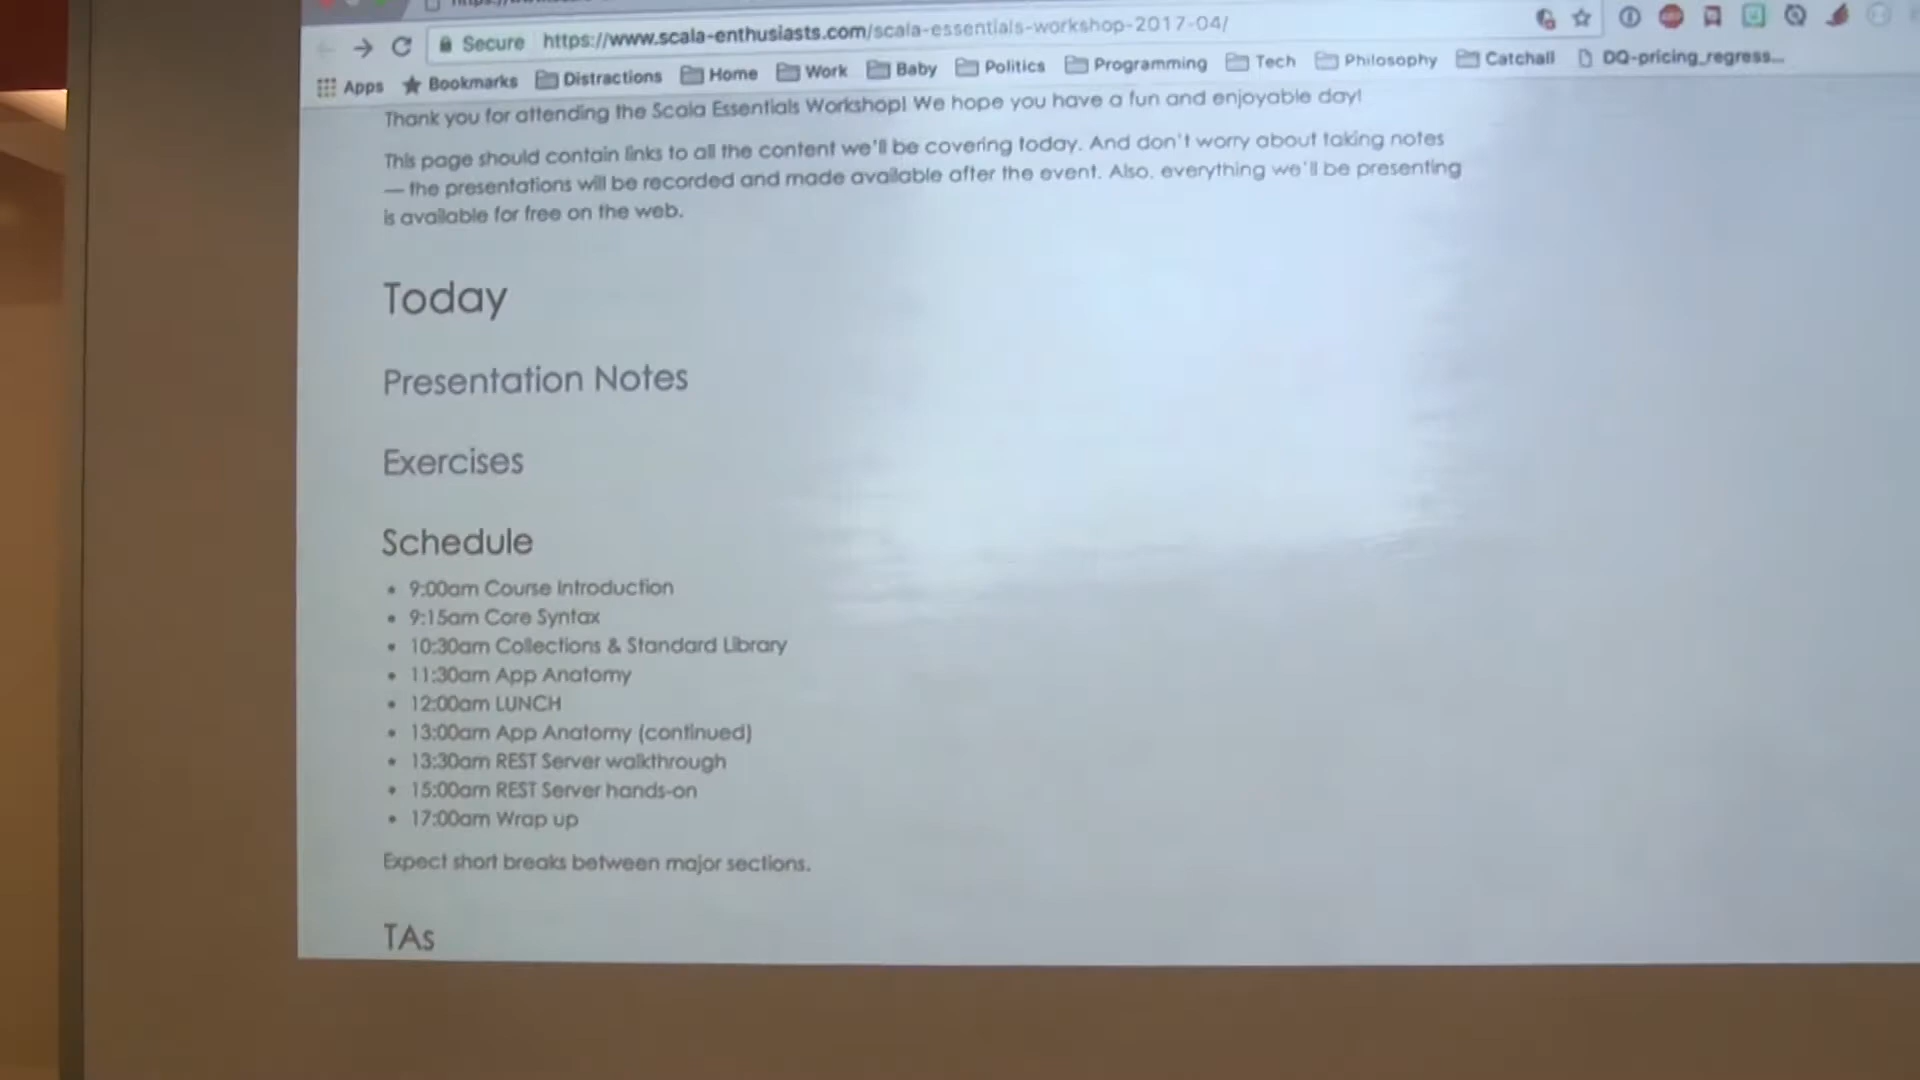 Secure https://www.scala-enthusiasts.com/scala-essentials-workshop-2017-04/
Apps Bookmarks Distractions Home Work Baby Politics Programming Tech Philosophy Catchall DQ-pricing_regress...
Thank you for attending the Scala Essentials Workshop! We hope you have a fun and enjoyable day!
This page should contain links to all the content we'll be covering today. And don't worry about taking notes
— the presentations will be recorded and made available after the event. Also, everything we'll be presenting
is available for free on the web.
Today
Presentation Notes
Exercises
Schedule
• 9:00am Course Introduction
• 9:15am Core Syntax
• 10:30am Collections & Standard Library
• 11:30am App Anatomy
• 12:00am LUNCH
• 13:00am App Anatomy (continued)
• 13:30am REST Server walkthrough
• 15:00am REST Server hands-on
• 17:00am Wrap up
Expect short breaks between major sections.
TAs